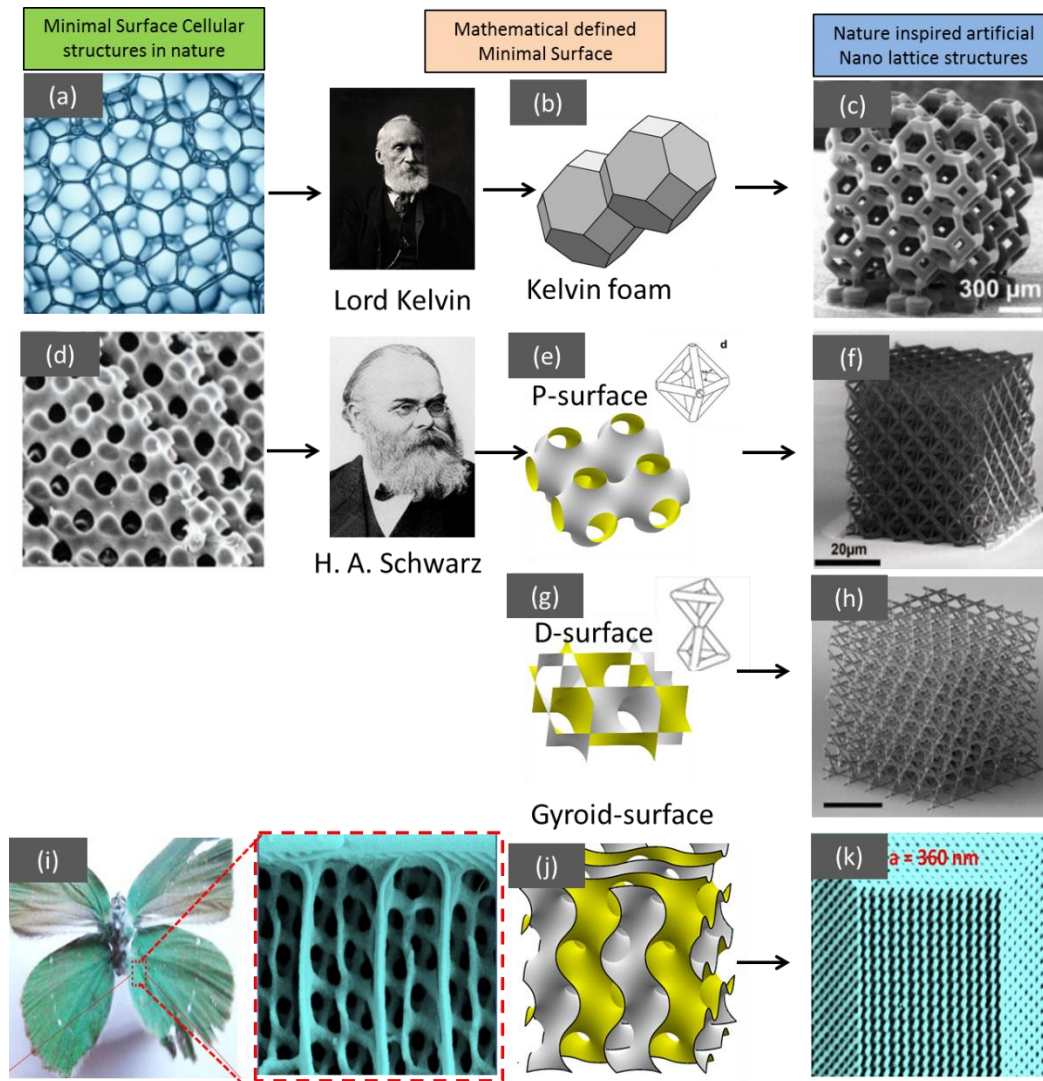 Minimal Surface Cellular
structures in nature
Mathematical defined
Minimal Surface
Nature inspired artificial
Nano lattice structures
(a)
(b)
(c)
Lord Kelvin
Kelvin foam
300 μm
(d)
(e)
d
P-surface
(f)
20μm
H. A. Schwarz
(g)
D-surface
(h)
Gyroid-surface
(i)
(j)
(k)
a = 360 nm